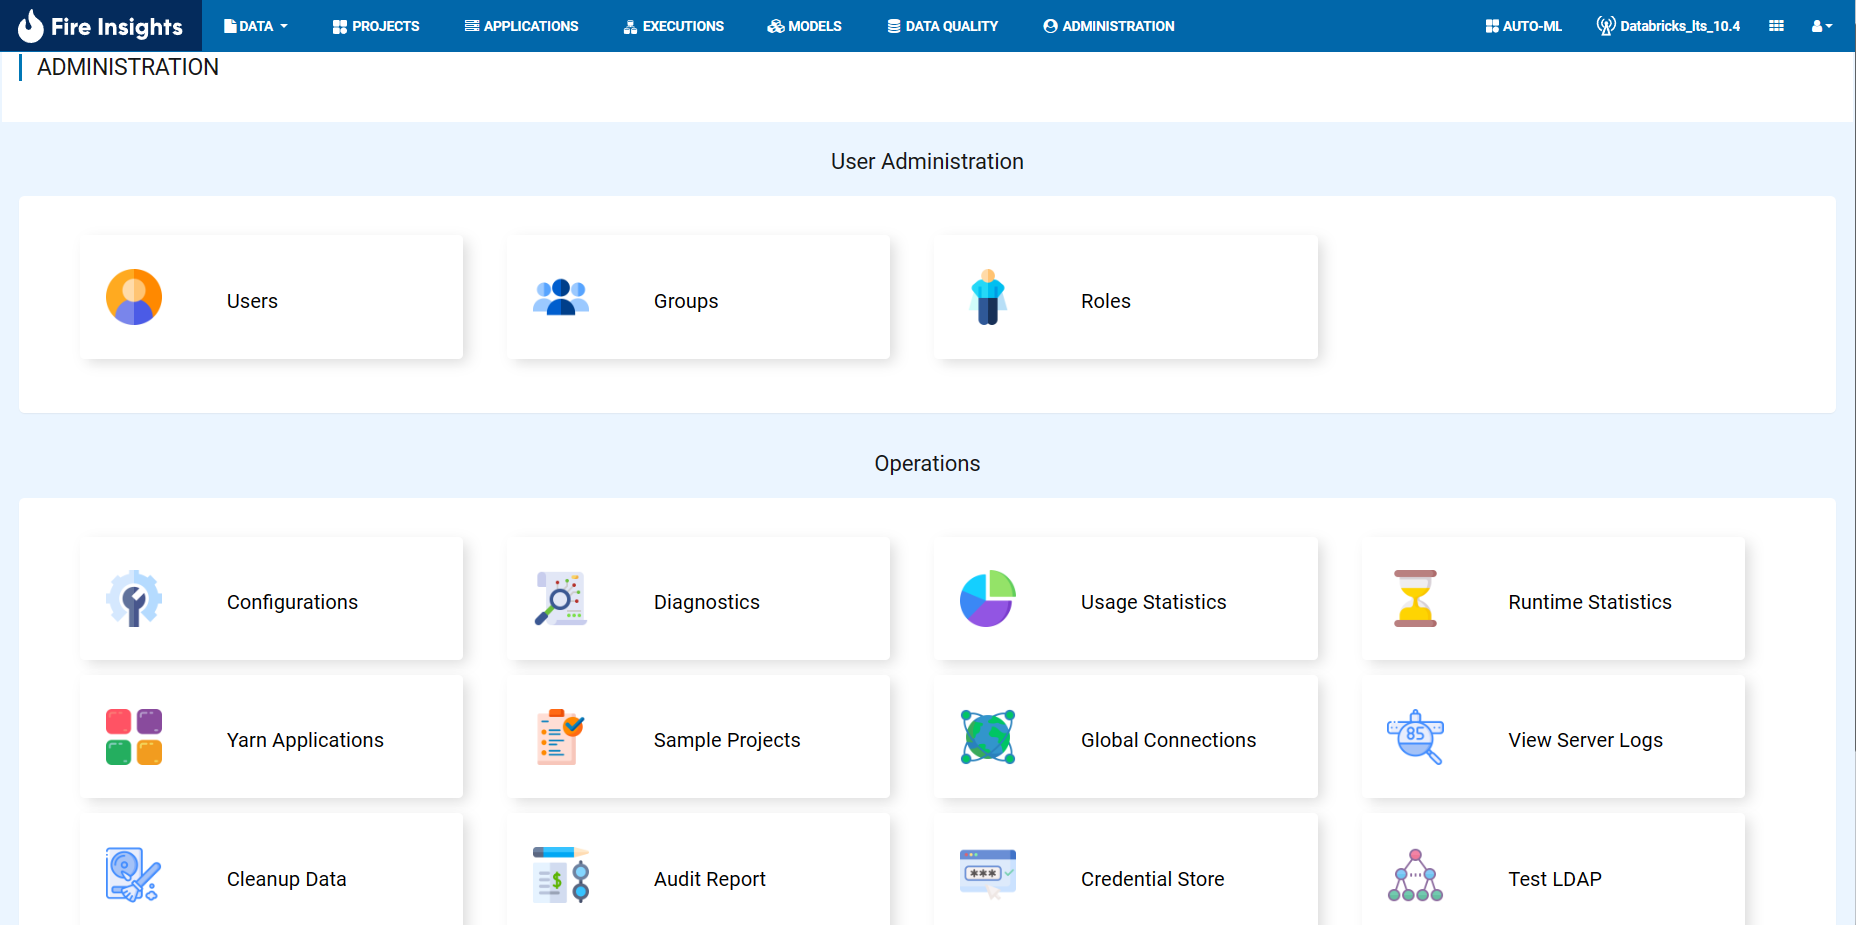 Fire Insights DATA PROJECTS APPLICATIONS EXECUTIONS MODELS DATA QUALITY ADMINISTRATION AUTO-ML Databricks_lts_10.4
ADMINISTRATION
User Administration
Users Groups Roles
Operations
Configurations Diagnostics Usage Statistics Runtime Statistics
85
Yarn Applications Sample Projects Global Connections View Server Logs
$ ***
Cleanup Data Audit Report Credential Store Test LDAP